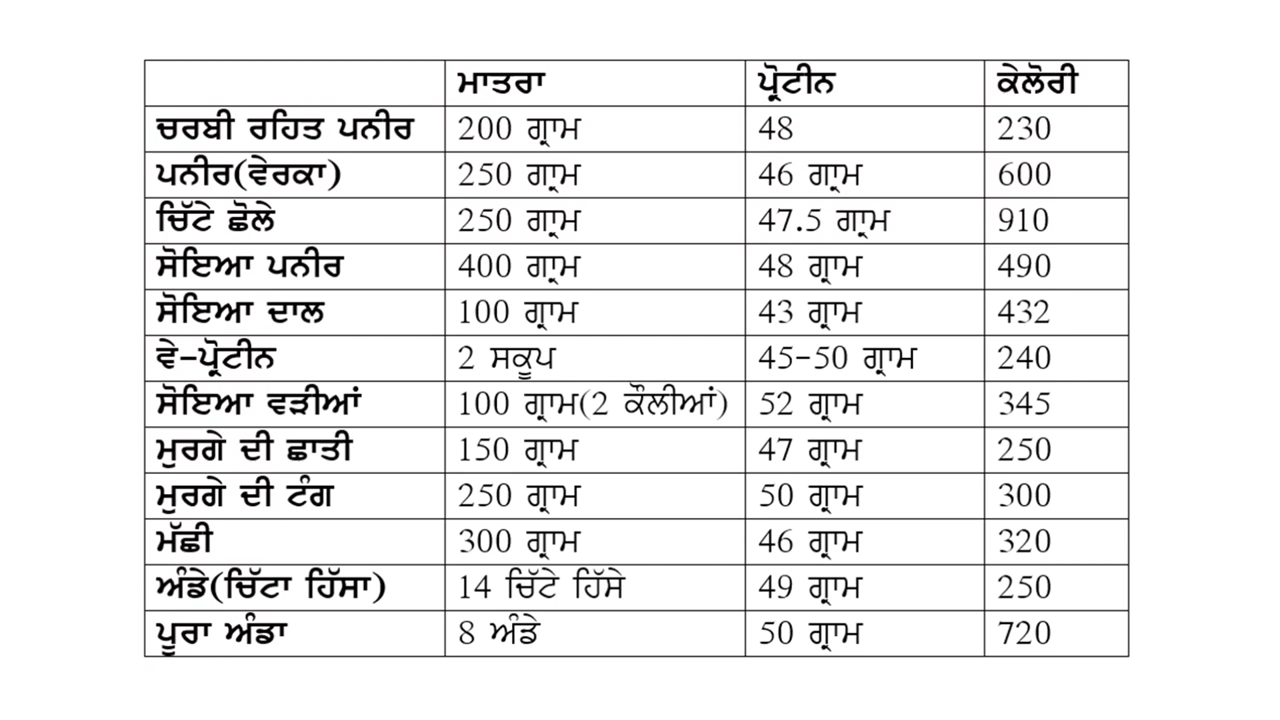 ਮਾਤਰਾ ਪ੍ਰੋਟੀਨ ਕੇਲੋਰੀ
ਚਰਬੀ ਰਹਿਤ ਪਨੀਰ 200 ਗ੍ਰਾਮ 48 230
ਪਨੀਰ(ਵੇਰਕਾ) 250 ਗ੍ਰਾਮ 46 ਗ੍ਰਾਮ 600
ਚਿੱਟੇ ਛੋਲੇ 250 ਗ੍ਰਾਮ 47.5 ਗ੍ਰਾਮ 910
ਸੋਇਆ ਪਨੀਰ 400 ਗ੍ਰਾਮ 48 ਗ੍ਰਾਮ 490
ਸੋਇਆ ਦਾਲ 100 ਗ੍ਰਾਮ 43 ਗ੍ਰਾਮ 432
ਵੇ-ਪ੍ਰੋਟੀਨ 2 ਸਕੂਪ 45-50 ਗ੍ਰਾਮ 240
ਸੋਇਆ ਵੜੀਆਂ 100 ਗ੍ਰਾਮ(2 ਕੌਲੀਆਂ) 52 ਗ੍ਰਾਮ 345
ਮੁਰਗੇ ਦੀ ਛਾਤੀ 150 ਗ੍ਰਾਮ 47 ਗ੍ਰਾਮ 250
ਮੁਰਗੇ ਦੀ ਟੰਗ 250 ਗ੍ਰਾਮ 50 ਗ੍ਰਾਮ 300
ਮੱਛੀ 300 ਗ੍ਰਾਮ 46 ਗ੍ਰਾਮ 320
ਅੰਡੇ(ਚਿੱਟਾ ਹਿੱਸਾ) 14 ਚਿੱਟੇ ਹਿੱਸੇ 49 ਗ੍ਰਾਮ 250
ਪੂਰਾ ਅੰਡਾ 8 ਅੰਡੇ 50 ਗ੍ਰਾਮ 720